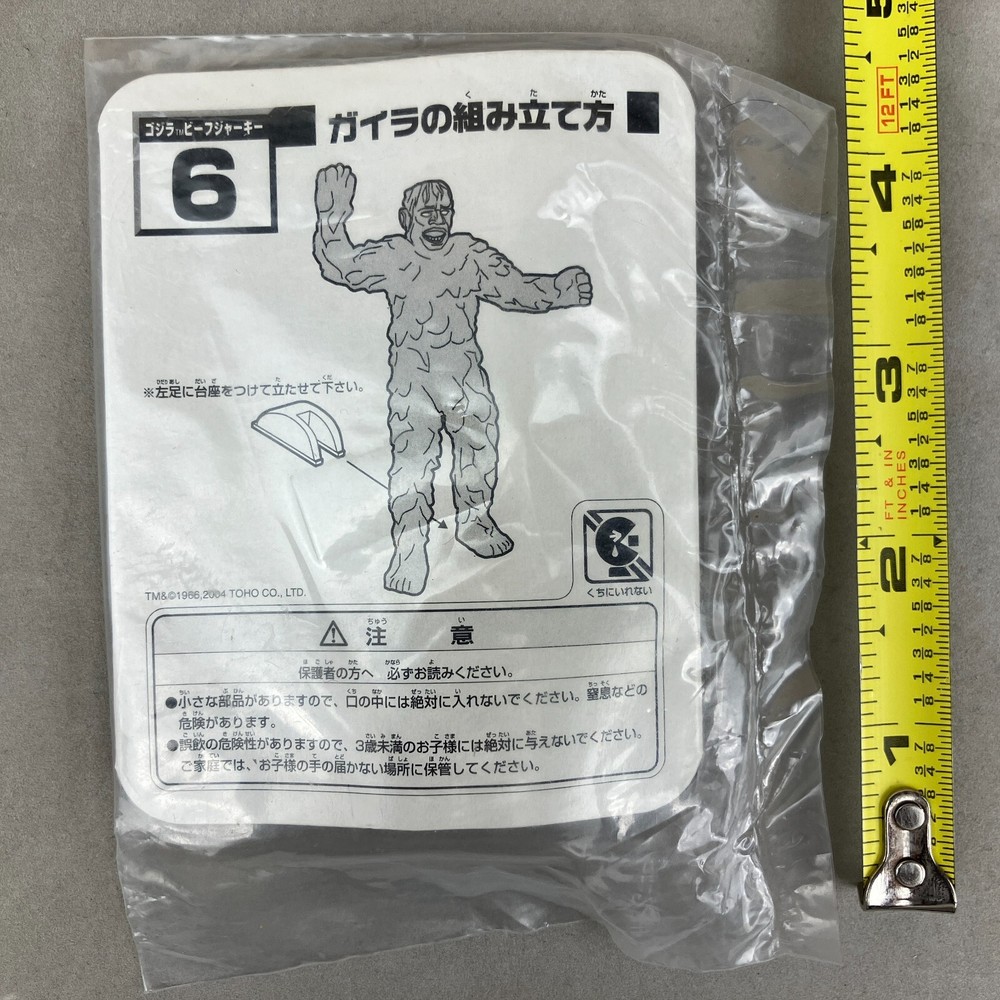 ゴジラ™ビーフジャーキー
6
ガイラの組み立て方
※左足に台座をつけて立たせて下さい。
くちにいれない
TM&©1966,2004 TOHO CO., LTD.
⚠注 意
保護者の方へ 必ずお読みください。
●小さな部品がありますので、口の中には絶対に入れないでください。窒息などの
危険があります。
●誤飲の危険性がありますので、3歳未満のお子様には絶対に与えないでください。
ご家庭では、お子様の手の届かない場所に保管してください。
5
12 FT
4
3
FT & IN
INCHES
2
1